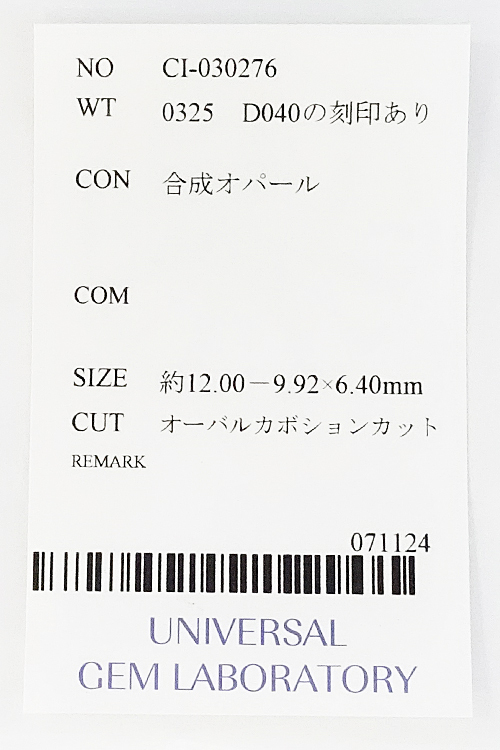 NO CI-030276
WT 0325 D040の刻印あり
CON 合成オパール
COM
SIZE 約12.00－9.92×6.40mm
CUT オーバルカボションカット
REMARK
071124
UNIVERSAL
GEM LABORATORY